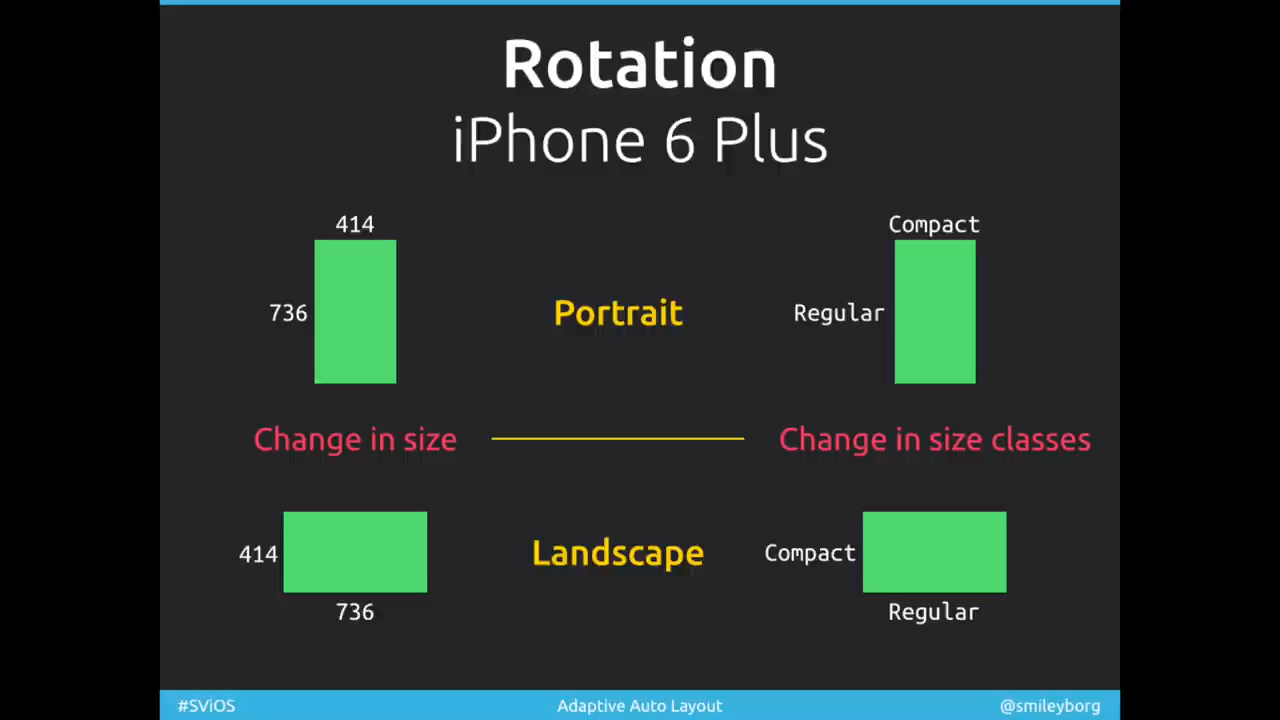 Rotation
iPhone 6 Plus
414
Compact
736
Portrait
Regular
Change in size
Change in size classes
414
Landscape
Compact
736
Regular
#SViOS
Adaptive Auto Layout
@smileyborg